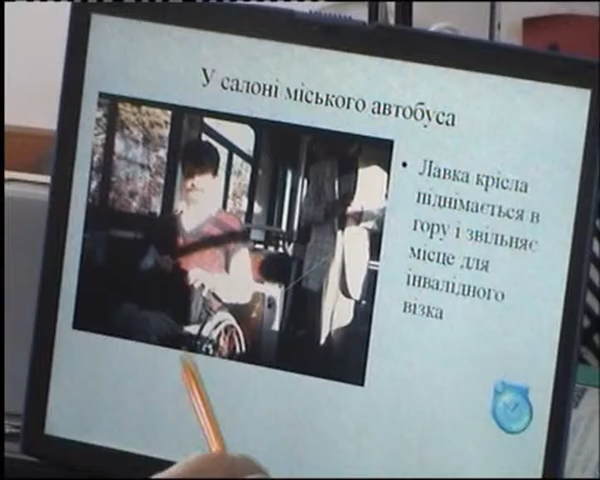 У салоні міського автобуса
• Лавка крісла
піднімається в
гору і звільняє
місце для
інвалідного
візка